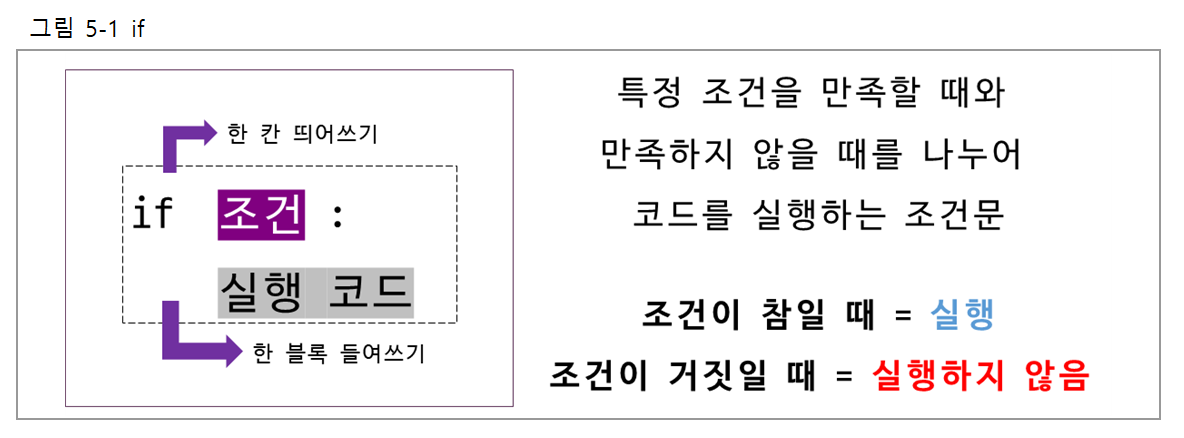 그림 5-1 if
한 칸 띄어쓰기
if 조건 :
실행 코드
한 블록 들여쓰기
특정 조건을 만족할 때와
만족하지 않을 때를 나누어
코드를 실행하는 조건문
조건이 참일 때 = 실행
조건이 거짓일 때 = 실행하지 않음